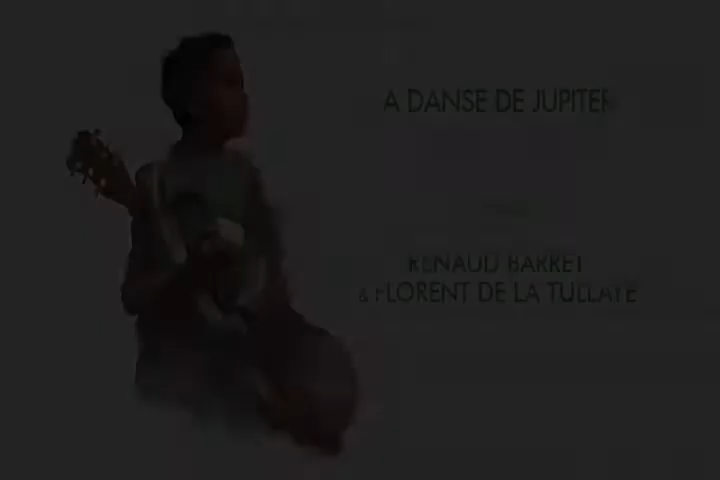 A DANSE DE JUPITER
RENAUD BARRET
& FLORENT DE LA TULLAYE